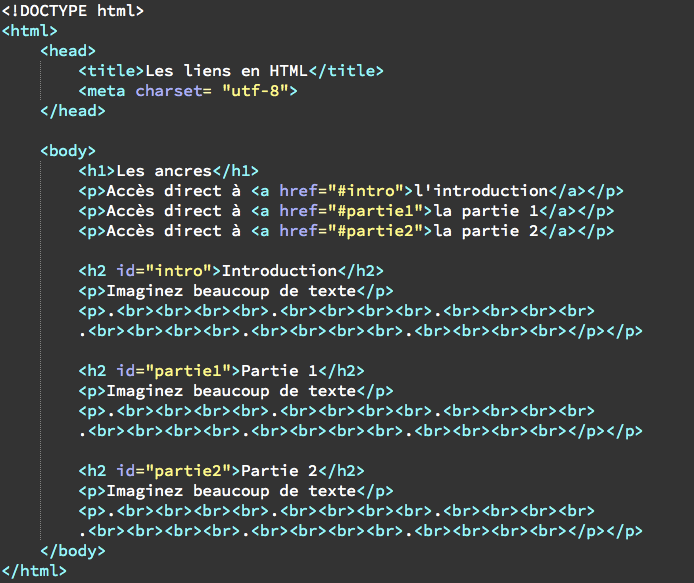 <!DOCTYPE html>
<html>
    <head>
        <title>Les liens en HTML</title>
        <meta charset= "utf-8">
    </head>

    <body>
        <h1>Les ancres</h1>
        <p>Accès direct à <a href="#intro">l'introduction</a></p>
        <p>Accès direct à <a href="#partie1">la partie 1</a></p>
        <p>Accès direct à <a href="#partie2">la partie 2</a></p>

        <h2 id="intro">Introduction</h2>
        <p>Imaginez beaucoup de texte</p>
        <p>.<br><br><br><br>.<br><br><br><br>.<br><br><br><br>
        .<br><br><br><br>.<br><br><br><br>.<br><br><br><br></p></p>

        <h2 id="partie1">Partie 1</h2>
        <p>Imaginez beaucoup de texte</p>
        <p>.<br><br><br><br>.<br><br><br><br>.<br><br><br><br>
        .<br><br><br><br>.<br><br><br><br>.<br><br><br><br></p></p>

        <h2 id="partie2">Partie 2</h2>
        <p>Imaginez beaucoup de texte</p>
        <p>.<br><br><br><br>.<br><br><br><br>.<br><br><br><br>
        .<br><br><br><br>.<br><br><br><br>.<br><br><br><br></p></p>
    </body>
</html>